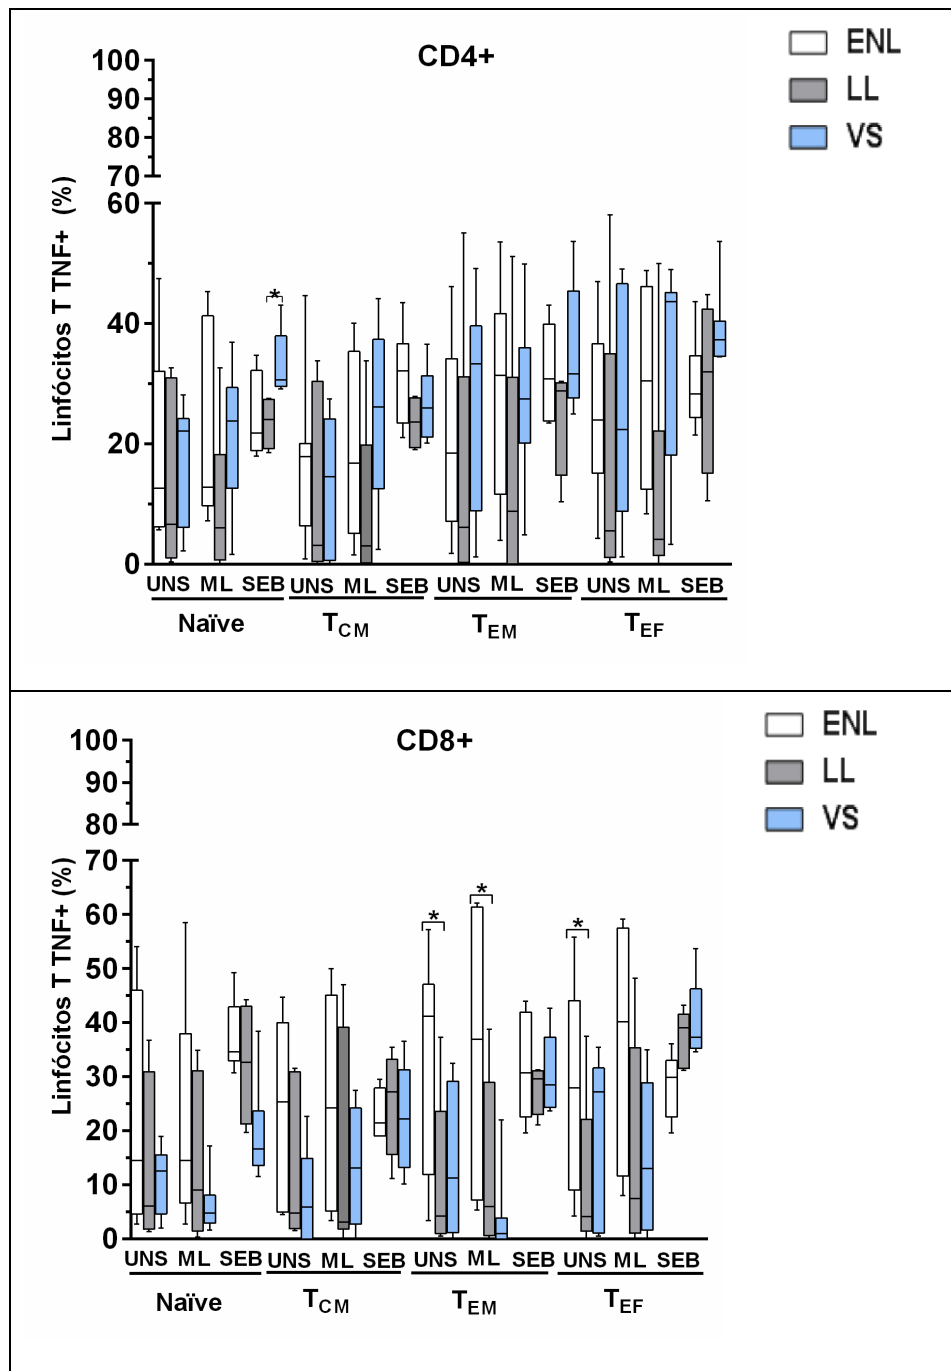 CD4+
ENL
LL
VS
100
90
80
70
60
40
20
0
Linfócitos T TNF+ (%)
*
UNS ML SEB UNS ML SEB UNS ML SEB UNS ML SEB
Naïve TCM TEM TEF
CD8+
ENL
LL
VS
100
90
80
70
60
50
40
30
20
10
0
Linfócitos T TNF+ (%)
* * *
UNS ML SEB UNS ML SEB UNS ML SEB UNS ML SEB
Naïve TCM TEM TEF